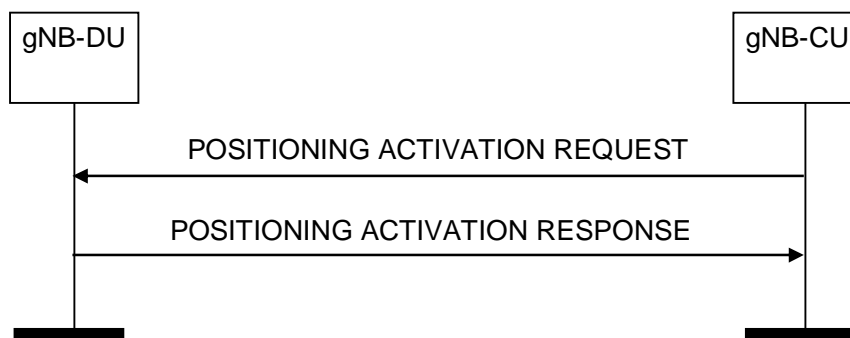 gNB-DU
gNB-CU
POSITIONING ACTIVATION REQUEST
POSITIONING ACTIVATION RESPONSE